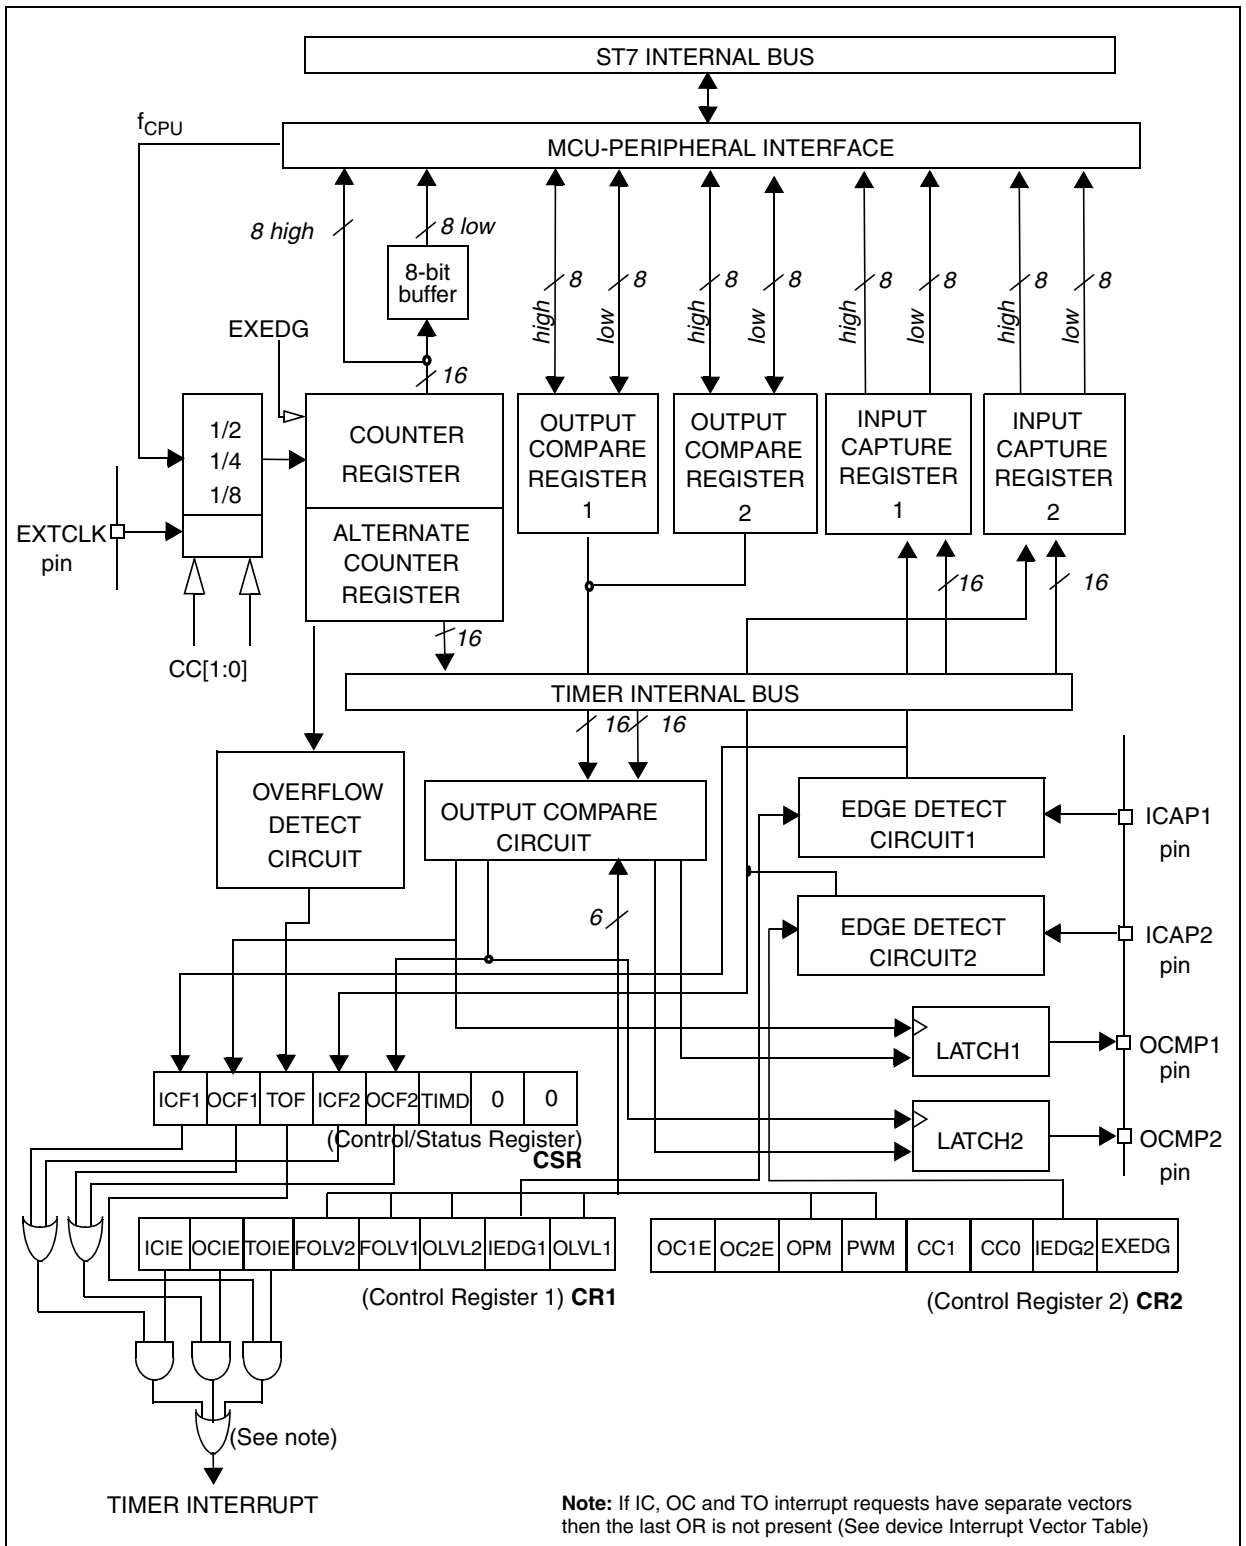 ST7 INTERNAL BUS
fCPU
MCU-PERIPHERAL INTERFACE
8 high
8 low
8-bit
buffer
high
8
low
8
high
8
low
8
high
8
low
8
high
8
low
8
EXEDG
16
1/2
1/4
1/8
COUNTER
REGISTER
ALTERNATE
COUNTER
REGISTER
OUTPUT
COMPARE
REGISTER
1
OUTPUT
COMPARE
REGISTER
2
INPUT
CAPTURE
REGISTER
1
INPUT
CAPTURE
REGISTER
2
EXTCLK
pin
CC[1:0]
16
16
16
TIMER INTERNAL BUS
16
16
OVERFLOW
DETECT
CIRCUIT
OUTPUT COMPARE
CIRCUIT
EDGE DETECT
CIRCUIT1
ICAP1
pin
6
EDGE DETECT
CIRCUIT2
ICAP2
pin
LATCH1
OCMP1
pin
LATCH2
OCMP2
pin
ICF1 OCF1 TOF ICF2 OCF2 TIMD 0 0
(Control/Status Register)
CSR
ICIE OCIE TOIE FOLV2 FOLV1 OLVL2 IEDG1 OLVL1
(Control Register 1) CR1
OC1E OC2E OPM PWM CC1 CC0 IEDG2 EXEDG
(Control Register 2) CR2
(See note)
TIMER INTERRUPT
Note: If IC, OC and TO interrupt requests have separate vectors
then the last OR is not present (See device Interrupt Vector Table)